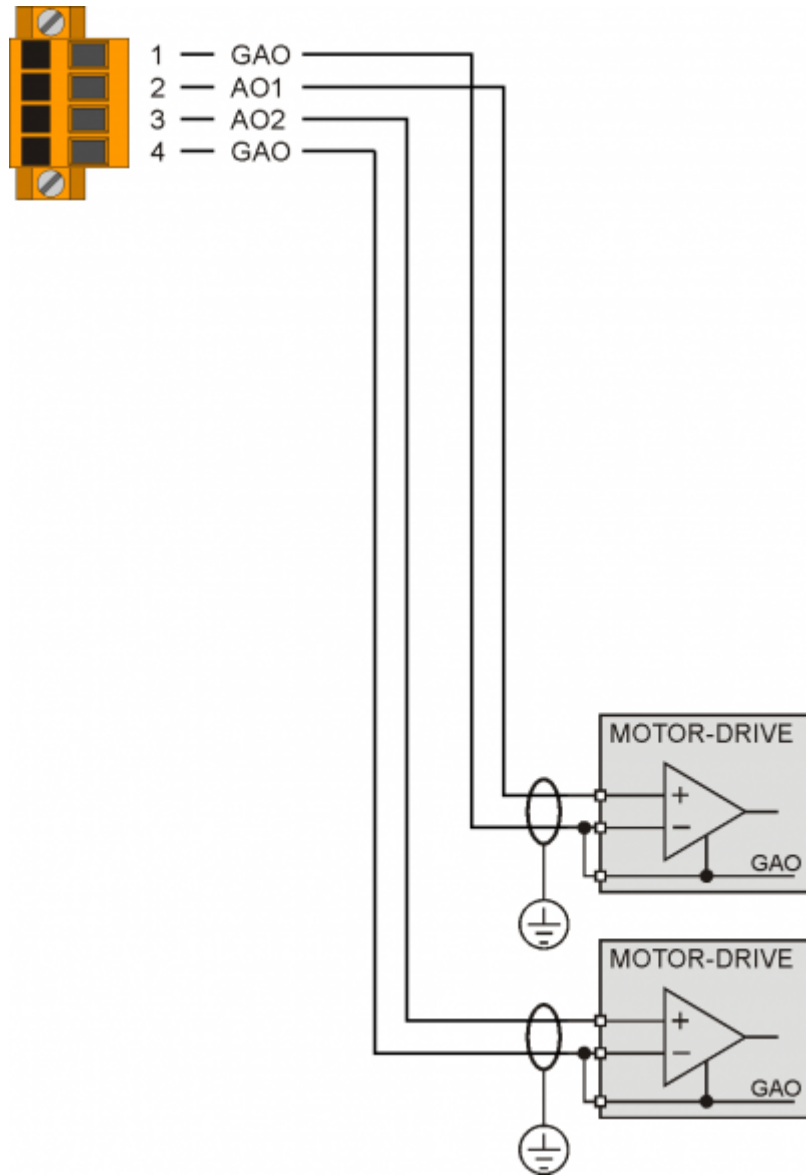 1 — GAO
2 — AO1
3 — AO2
4 — GAO
MOTOR-DRIVE
+
−
GAO
MOTOR-DRIVE
+
−
GAO